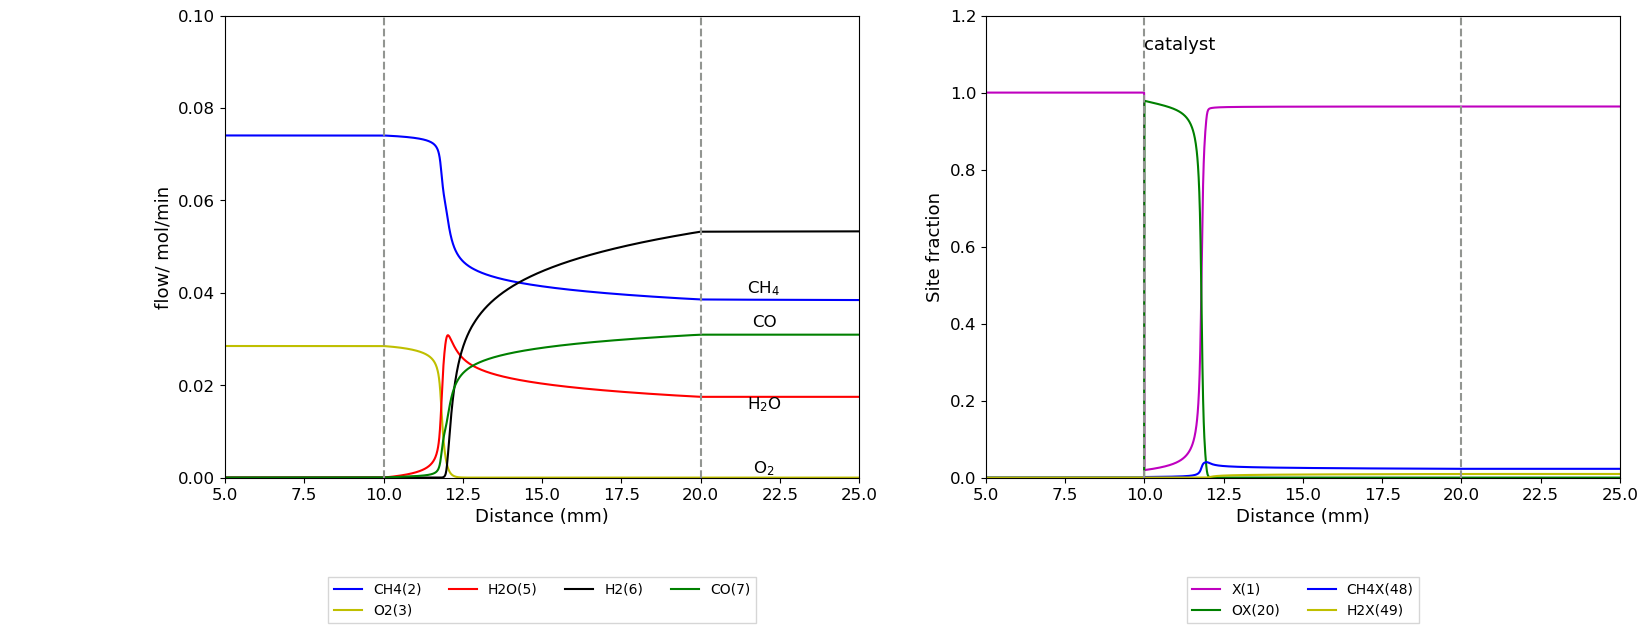 0.10
0.08
0.06
0.04
0.02
0.00
flow/ mol/min
CH₄
CO
H₂O
O₂
5.0 7.5 10.0 12.5 15.0 17.5 20.0 22.5 25.0
Distance (mm)
CH4(2) H2O(5) H2(6) CO(7)
O2(3)
1.2
1.0
0.8
0.6
0.4
0.2
0.0
Site fraction
catalyst
5.0 7.5 10.0 12.5 15.0 17.5 20.0 22.5 25.0
Distance (mm)
X(1) CH4X(48)
OX(20) H2X(49)